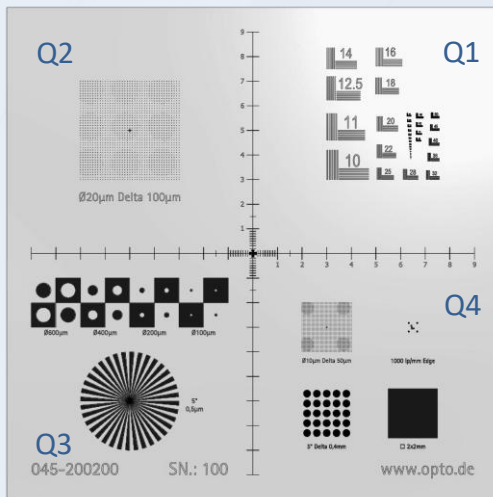 Q2
Q1
9
8
7
6
5
4
3
2
1
14
16
12.5
18
11
20
22
10
25
28
Ø20µm Delta 100µm
1 2 3 4 5 6 7 8 9
Q4
Ø600µm Ø400µm Ø200µm Ø100µm
Ø10µm Delta 50µm
1000 lp/mm Edge
5°
0,5µm
Q3
3° Delta 0,4mm
□ 2x2mm
045-200200
SN.: 100
www.opto.de